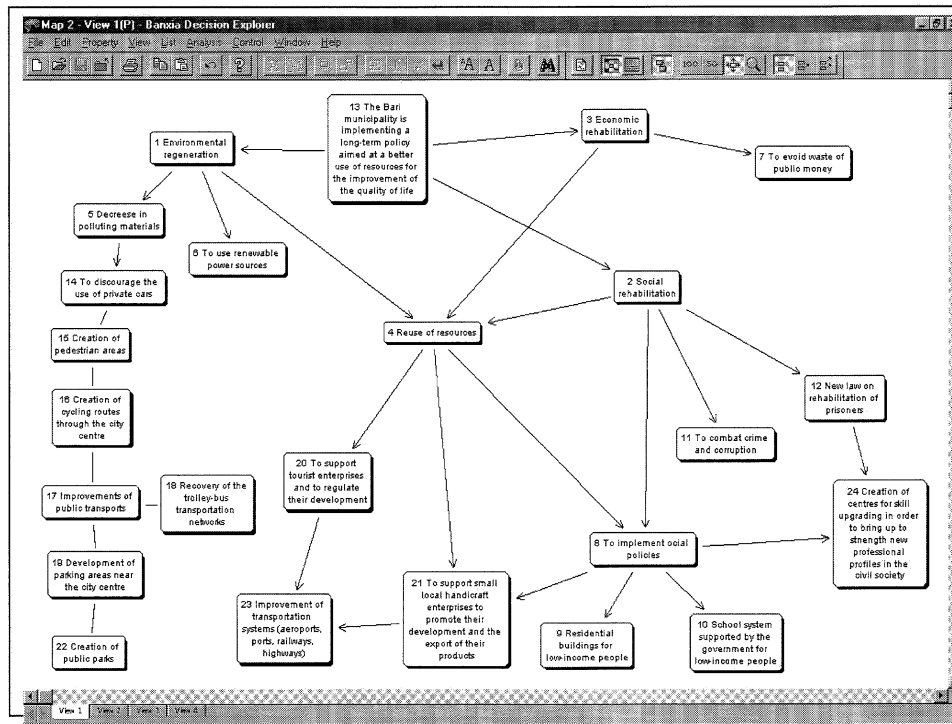 Map 2 - View 1(P) - Banxia Decision Explorer
File Edit Property View List Analysis Control Window Help
13 The Bari
municipality is
implementing a
long-term policy
aimed at a better
use of resources for
the improvement of
the quality of life
3 Economic
rehabilitation
1 Environmental
regeneration
7 To evoid waste of
public money
5 Decrease in
polluting materials
6 To use renewable
power sources
14 To discourage the
use of private cars
2 Social
rehabilitation
4 Reuse of resources
15 Creation of
pedestrian areas
12 New law on
rehabilitation of
prisoners
16 Creation of
cycling routes
through the city
centre
11 To combat crime
and corruption
20 To support
tourist enterprises
and to regulate
their development
17 Improvements of
public transports
18 Recovery of the
trolley-bus
transportation
networks
24 Creation of
centres for skill
upgrading in order
to bring up to
strength new
professional
profiles in the
civil society
8 To implement ocial
policies
19 Development of
parking areas near
the city centre
21 To support small
local handicraft
enterprises to
promote their
development and the
export of their
products
23 Improvement of
transportation
systems (aeroports,
ports, railways,
highways)
9 Residential
buildings for
low-income people
10 School system
supported by the
government for
low-income people
22 Creation of
public parks
View 1 View 2 View 3 View 4